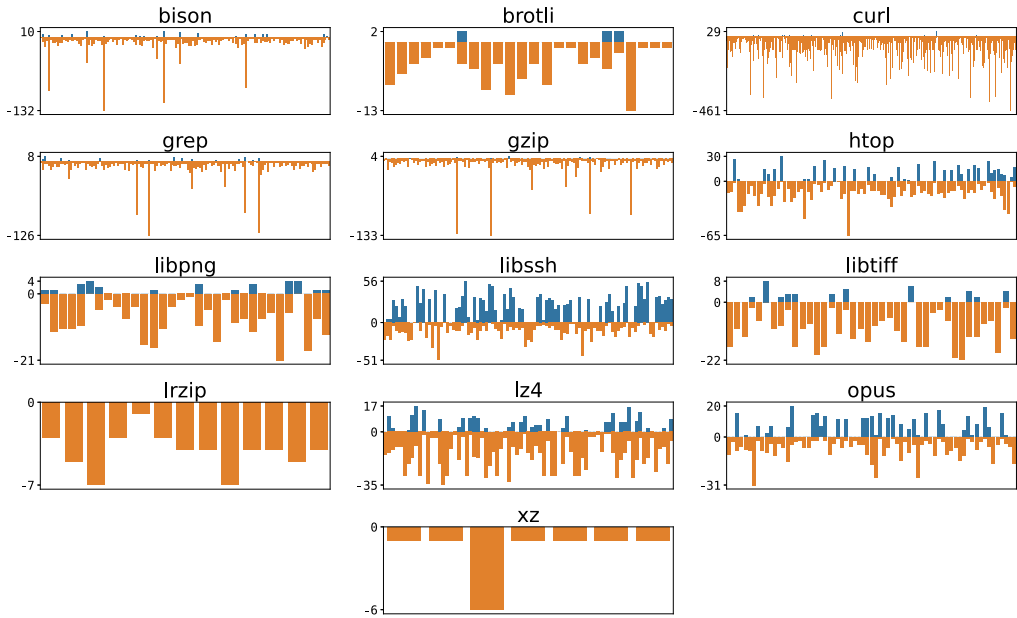 bison
brotli
curl
10
-132
2
-13
29
-461
grep
gzip
htop
8
-126
4
-133
30
0
-65
libpng
libssh
libtiff
4
0
-21
56
0
-51
8
0
-22
lrzip
lz4
opus
0
-7
17
0
-35
20
0
-31
xz
0
-6